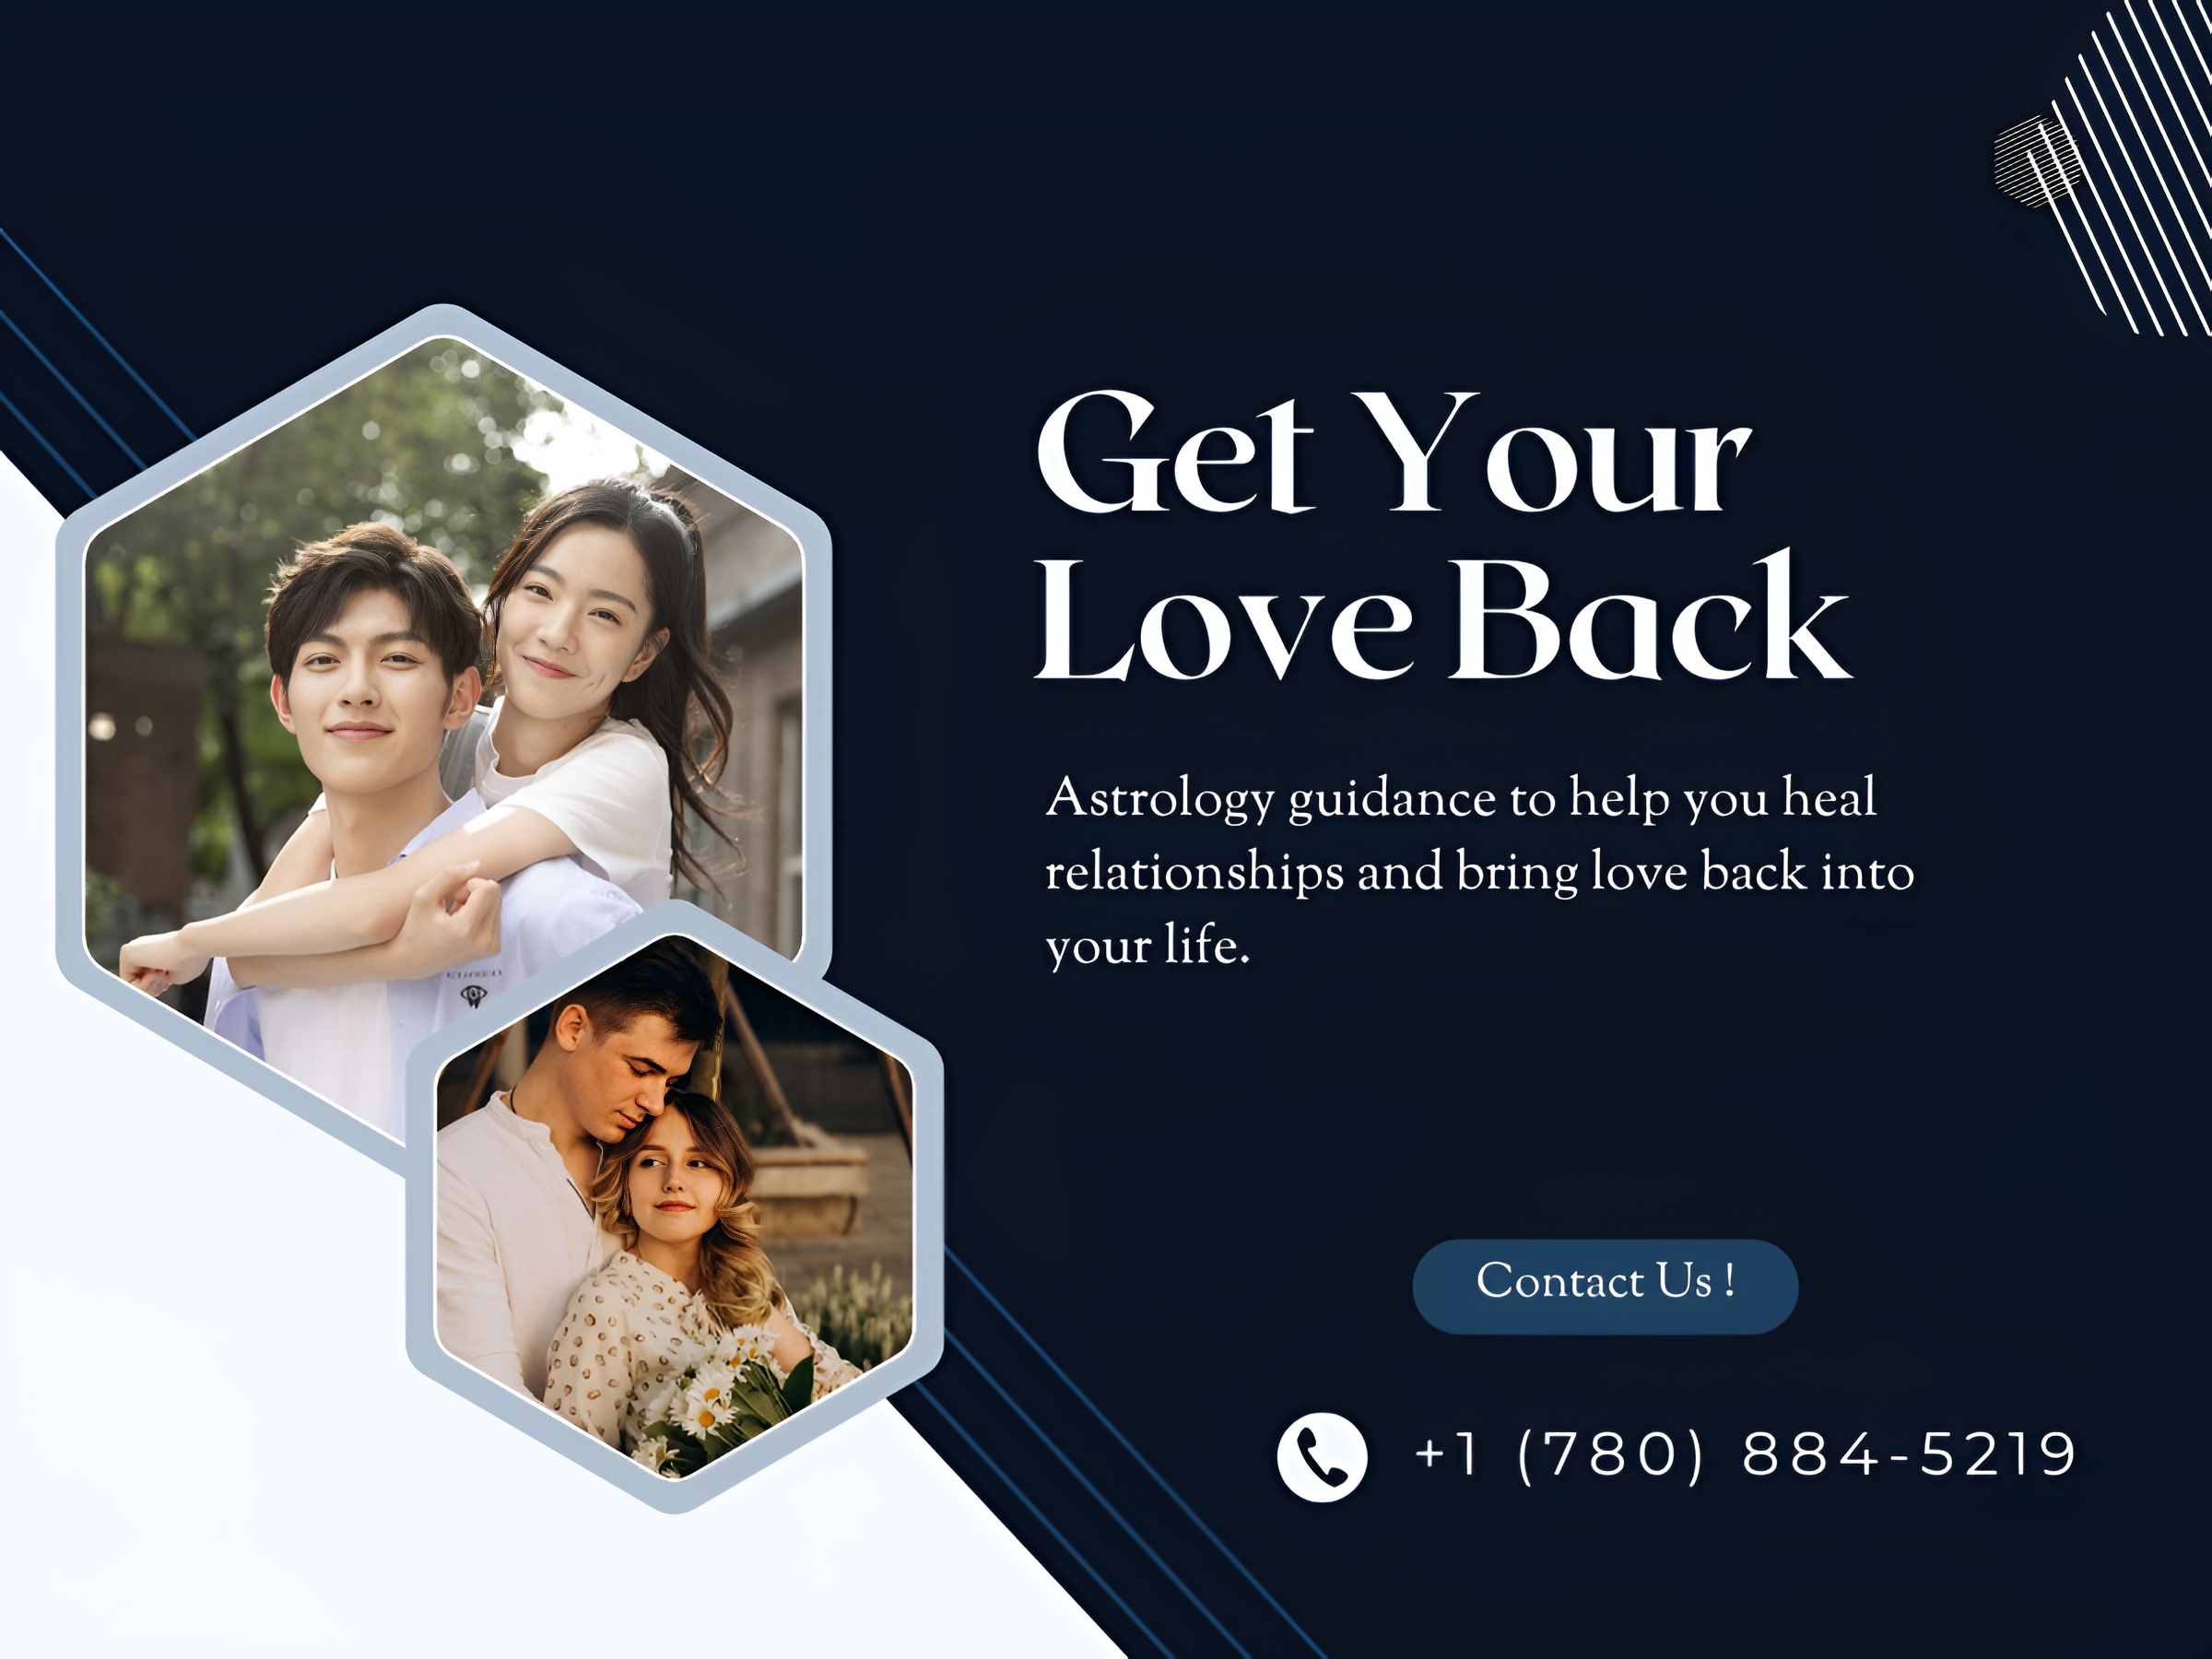 Get Your
Love Back
Astrology guidance to help you heal
relationships and bring love back into
your life.
Contact Us !
+1 (780) 884-5219